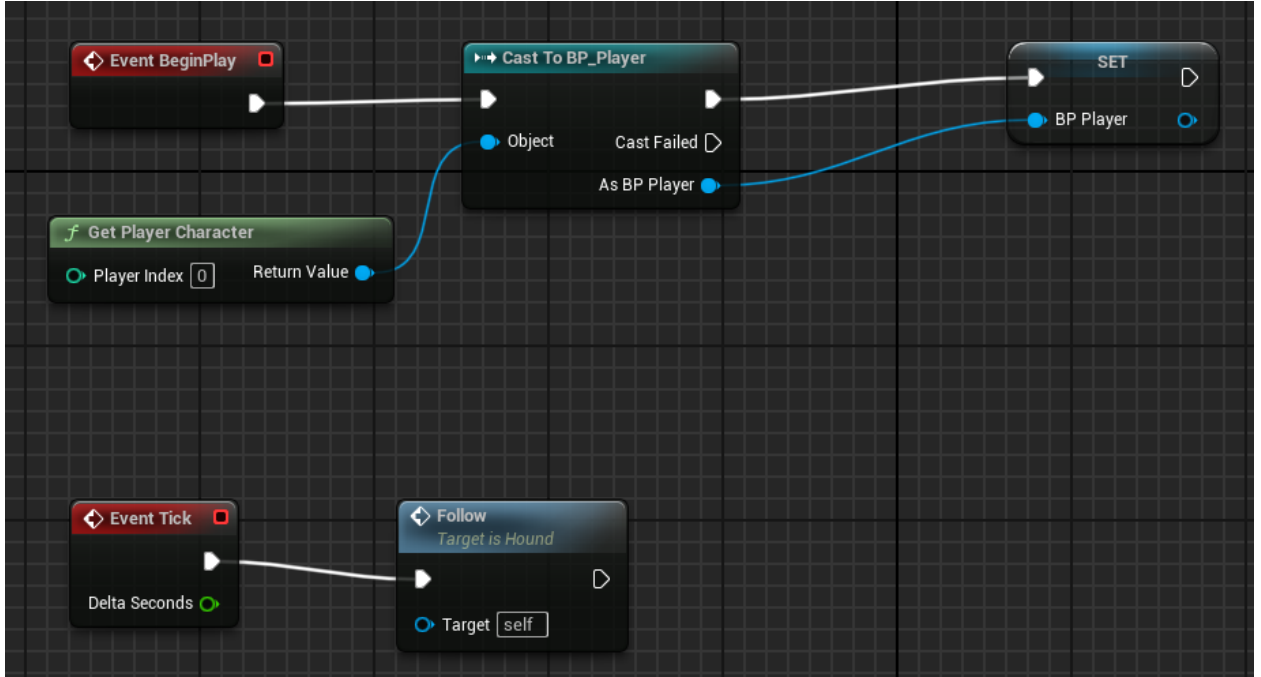 Event BeginPlay
Cast To BP_Player
Object
Cast Failed
As BP Player
SET
BP Player
f Get Player Character
Player Index 0
Return Value
Event Tick
Delta Seconds
Follow
Target is Hound
Target self